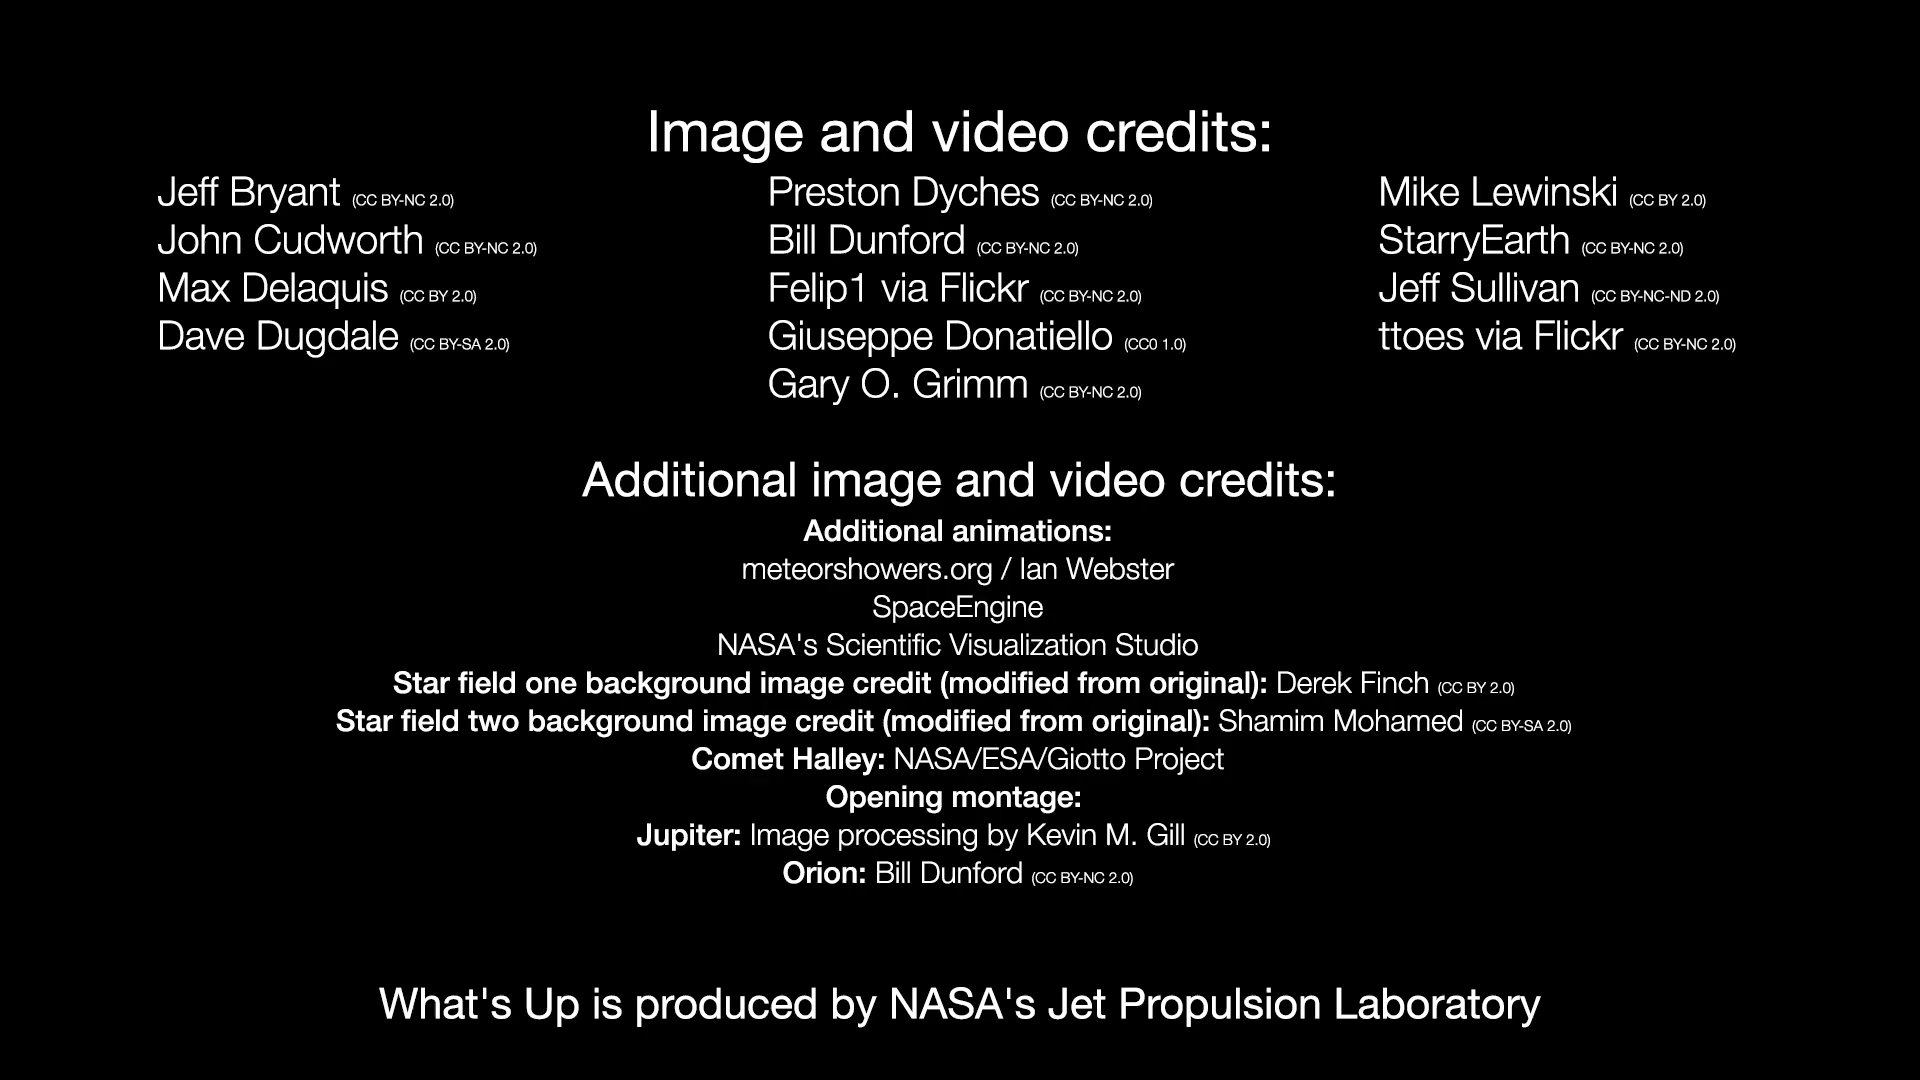 Image and video credits:
Jeff Bryant (CC BY-NC 2.0)
John Cudworth (CC BY-NC 2.0)
Max Delaquis (CC BY 2.0)
Dave Dugdale (CC BY-SA 2.0)
Preston Dyches (CC BY-NC 2.0)
Bill Dunford (CC BY-NC 2.0)
Felip1 via Flickr (CC BY-NC 2.0)
Giuseppe Donatiello (CC0 1.0)
Gary O. Grimm (CC BY-NC 2.0)
Mike Lewinski (CC BY 2.0)
StarryEarth (CC BY-NC 2.0)
Jeff Sullivan (CC BY-NC-ND 2.0)
ttoes via Flickr (CC BY-NC 2.0)
Additional image and video credits:
Additional animations:
meteorshowers.org / Ian Webster
SpaceEngine
NASA's Scientific Visualization Studio
Star field one background image credit (modified from original): Derek Finch (CC BY 2.0)
Star field two background image credit (modified from original): Shamim Mohamed (CC BY-SA 2.0)
Comet Halley: NASA/ESA/Giotto Project
Opening montage:
Jupiter: Image processing by Kevin M. Gill (CC BY 2.0)
Orion: Bill Dunford (CC BY-NC 2.0)
What's Up is produced by NASA's Jet Propulsion Laboratory